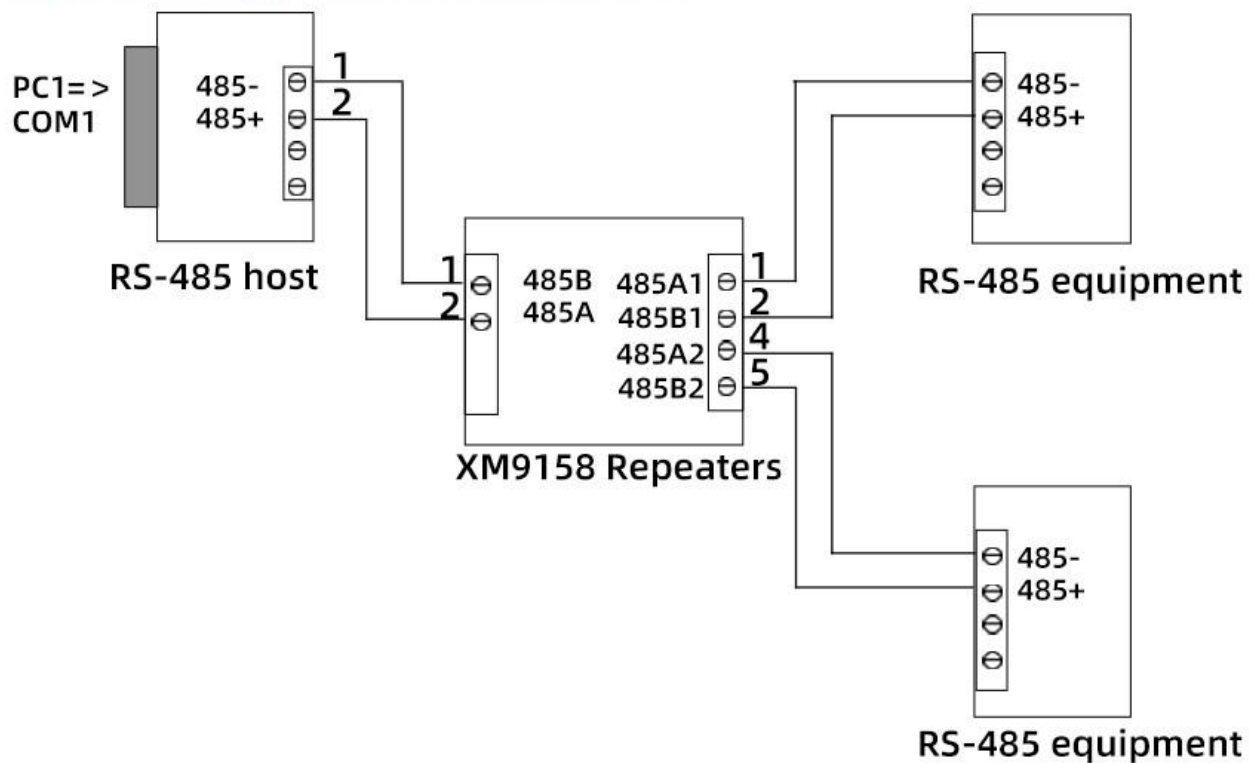 PC1=>
COM1
485-
485+
1
2
RS-485 host
1
2
485B
485A
485A1
485B1
485A2
485B2
1
2
4
5
XM9158 Repeaters
485-
485+
RS-485 equipment
485-
485+
RS-485 equipment